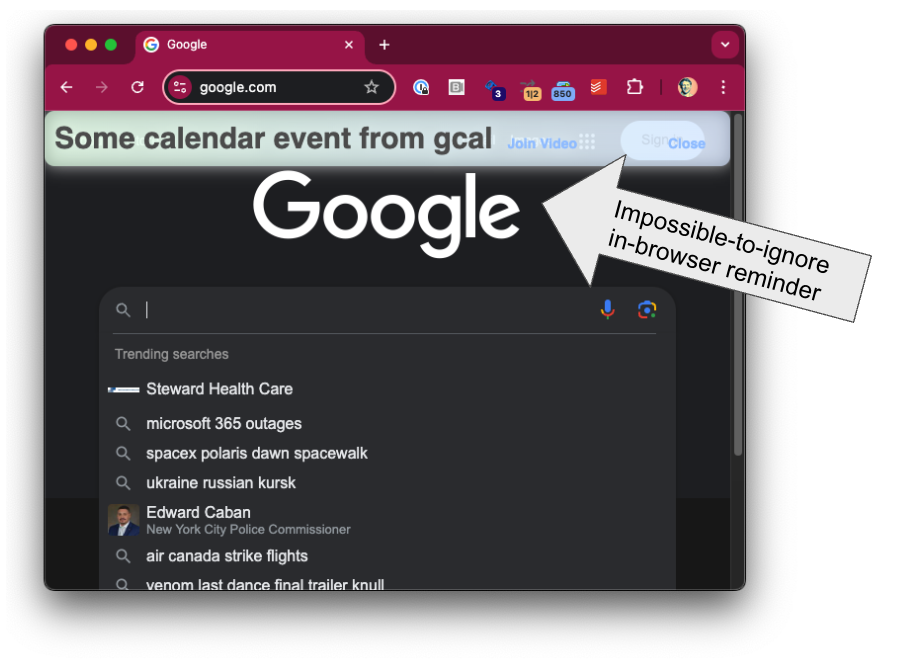 Google
google.com
3
1|2
850
Some calendar event from gcal
Join Video
Sign
Close
Google
Impossible-to-ignore
in-browser reminder
Trending searches
Steward Health Care
microsoft 365 outages
spacex polaris dawn spacewalk
ukraine russian kursk
Edward Caban
New York City Police Commissioner
air canada strike flights
venom last dance final trailer knull